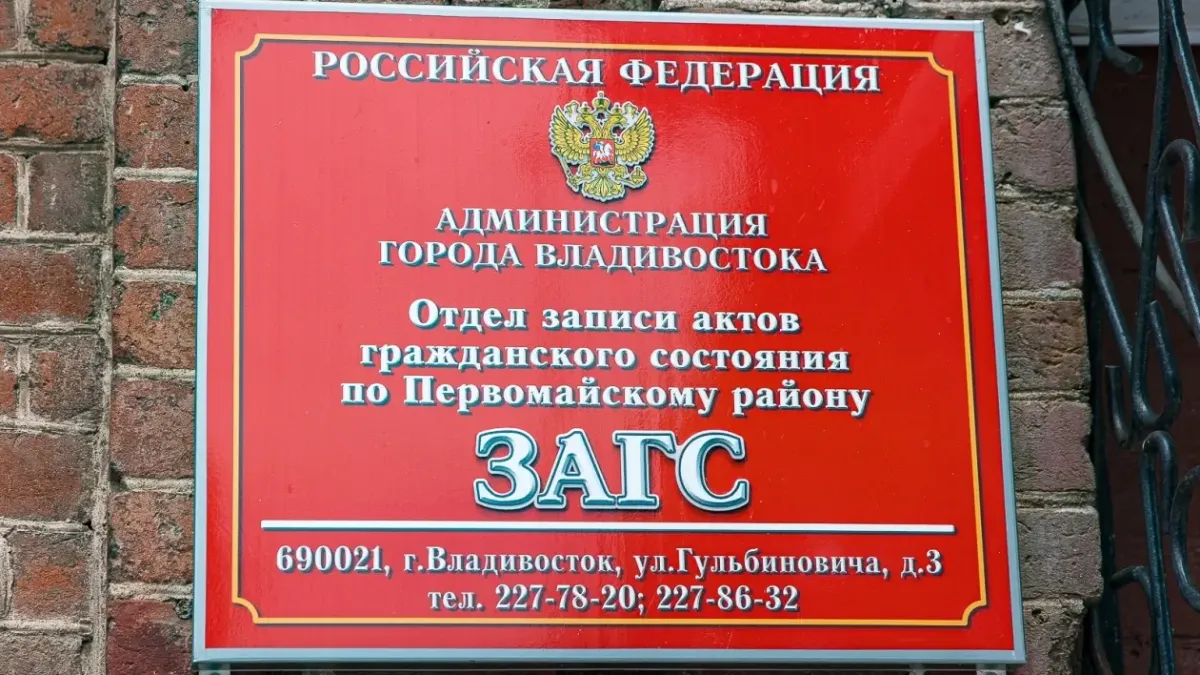 РОССИЙСКАЯ ФЕДЕРАЦИЯ
АДМИНИСТРАЦИЯ
ГОРОДА ВЛАДИВОСТОКА
Отдел записи актов
гражданского состояния
по Первомайскому району
ЗАГС
690021, г.Владивосток, ул.Гульбиновича, д.3
тел. 227-78-20; 227-86-32